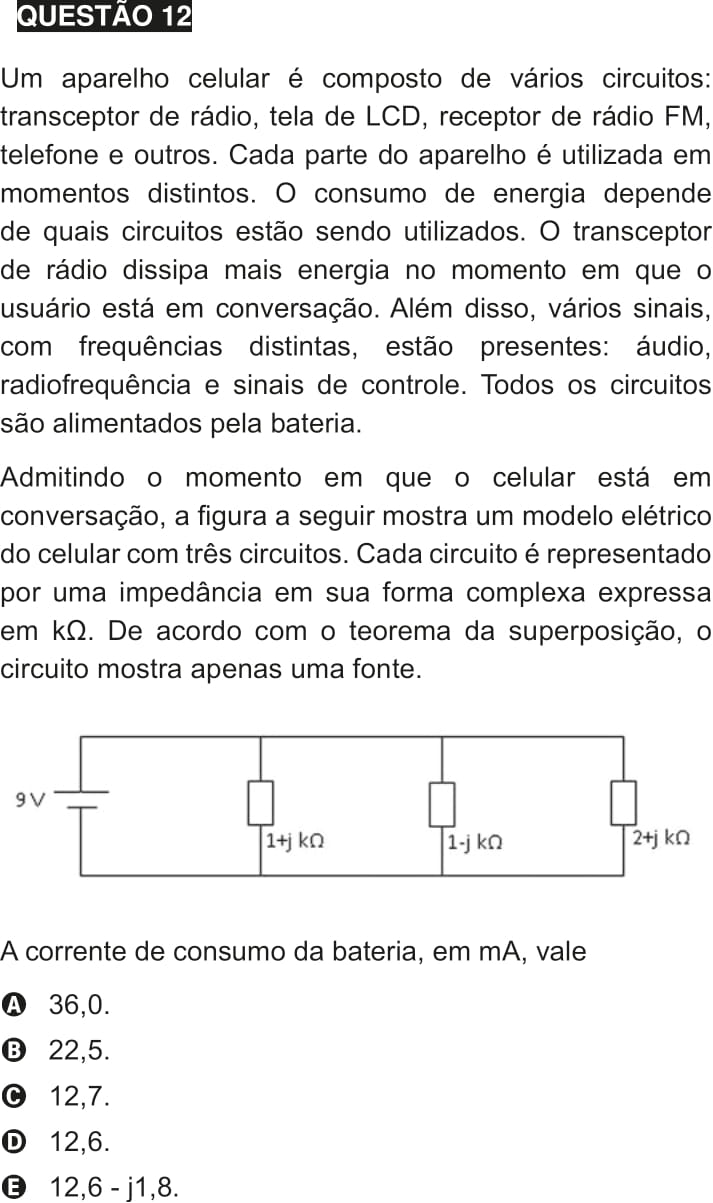 QUESTÃO 12
Um aparelho celular é composto de vários circuitos:
transceptor de rádio, tela de LCD, receptor de rádio FM,
telefone e outros. Cada parte do aparelho é utilizada em
momentos distintos. O consumo de energia depende
de quais circuitos estão sendo utilizados. O transceptor
de rádio dissipa mais energia no momento em que o
usuário está em conversação. Além disso, vários sinais,
com frequências distintas, estão presentes: áudio,
radiofrequência e sinais de controle. Todos os circuitos
são alimentados pela bateria.
Admitindo o momento em que o celular está em
conversação, a figura a seguir mostra um modelo elétrico
do celular com três circuitos. Cada circuito é representado
por uma impedância em sua forma complexa expressa
em kΩ. De acordo com o teorema da superposição, o
circuito mostra apenas uma fonte.
9 V
1+j kΩ
1-j kΩ
2+j kΩ
A corrente de consumo da bateria, em mA, vale
A 36,0.
B 22,5.
C 12,7.
D 12,6.
E 12,6 - j1,8.